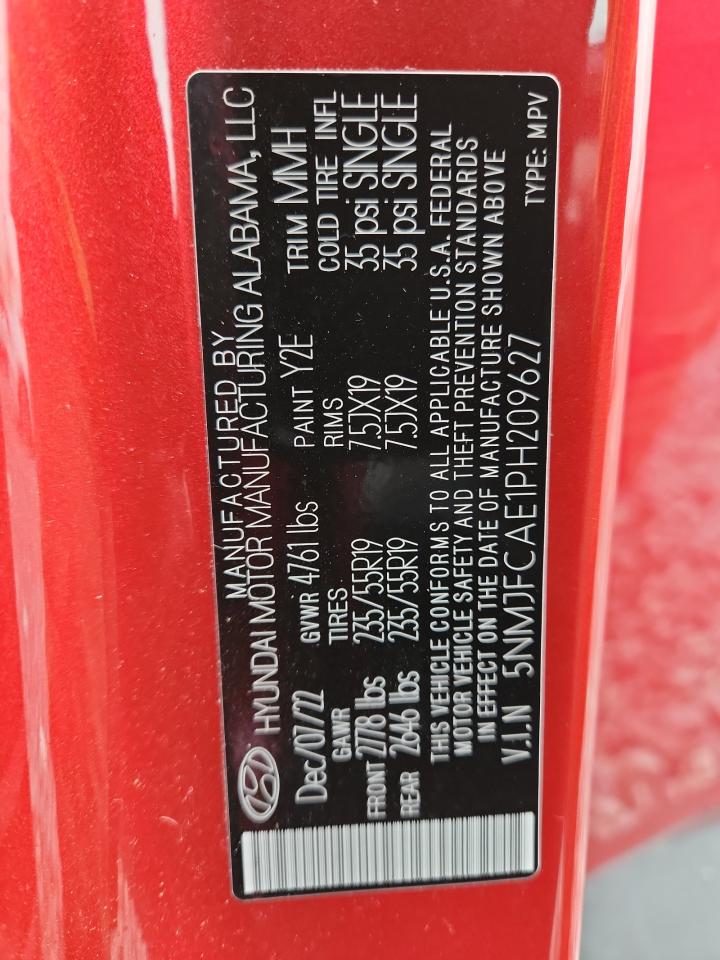 MANUFACTURED BY
HYUNDAI MOTOR MANUFACTURING ALABAMA, LLC
Dec/07/22 GVWR 4761 lbs PAINT Y2E TRIM MMH
GAWR TIRES RIMS COLD TIRE INFL
FRONT 2778 lbs 235/55R19 7.5JX19 35 psi SINGLE
REAR 2646 lbs 235/55R19 7.5JX19 35 psi SINGLE
THIS VEHICLE CONFORMS TO ALL APPLICABLE U.S.A. FEDERAL
MOTOR VEHICLE SAFETY AND THEFT PREVENTION STANDARDS
IN EFFECT ON THE DATE OF MANUFACTURE SHOWN ABOVE
V.I.N 5NMJFCAE1PH209627 TYPE: MPV